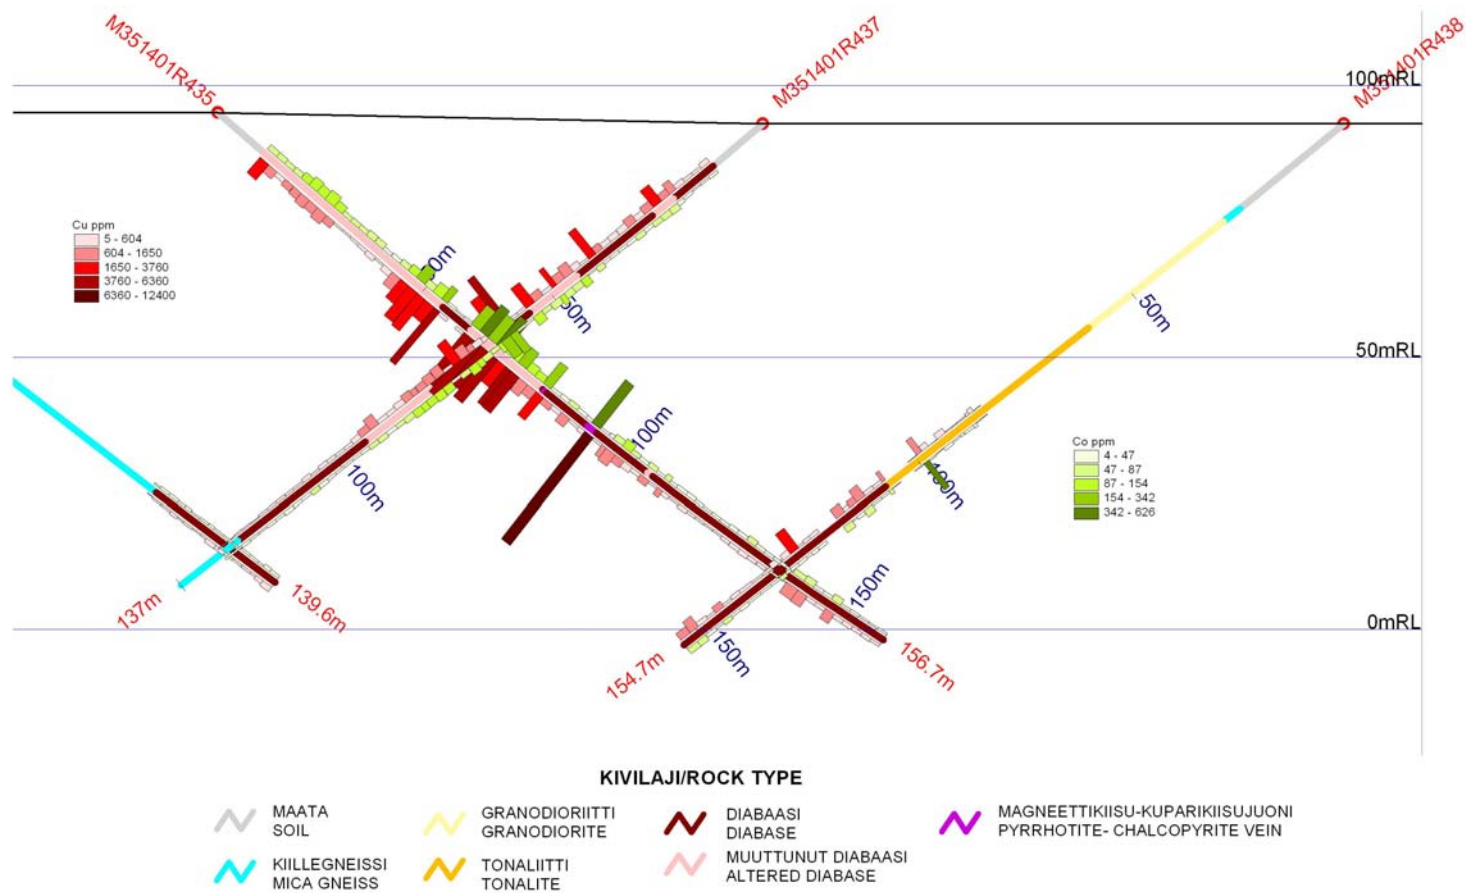 M351401R435
M351401R437
M351401R438
100mRL
Cu ppm
5 - 604
604 - 1650
1650 - 3760
3760 - 6360
6360 - 12400
50m
50m
50mRL
100m
100m
100m
Co ppm
4 - 47
47 - 87
87 - 154
154 - 342
342 - 626
137m
139.6m
150m
0mRL
154.7m
150m
156.7m
KIVILAJI/ROCK TYPE
MAATA
SOIL
GRANODIORIITTI
GRANODIORITE
DIABAASI
DIABASE
MAGNEETTIKIISU-KUPARIKIISUJUONI
PYRRHOTITE- CHALCOPYRITE VEIN
KIILLEGNEISSI
MICA GNEISS
TONALIITTI
TONALITE
MUUTTUNUT DIABAASI
ALTERED DIABASE